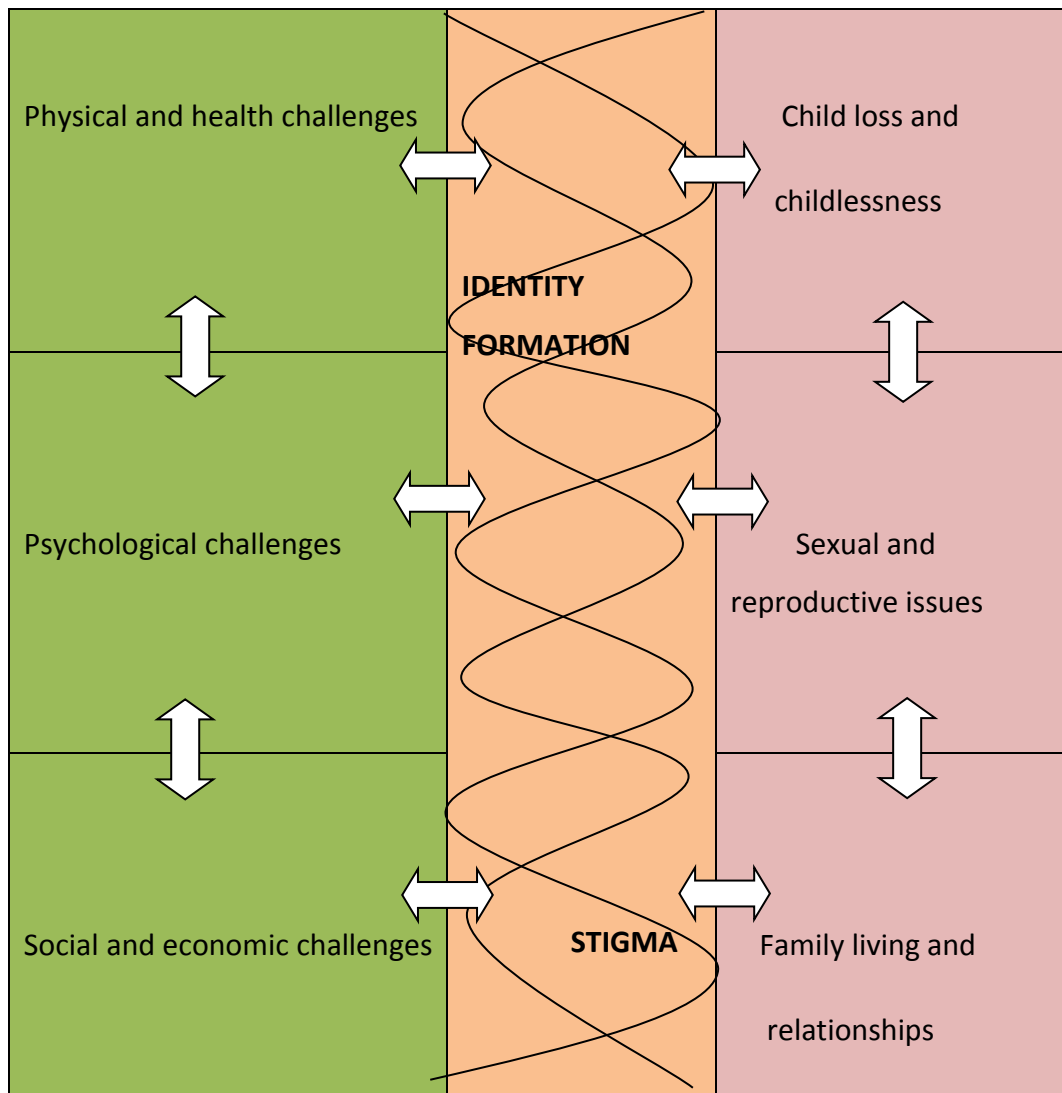 Physical and health challenges
Child loss and
childlessness
IDENTITY
FORMATION
Psychological challenges
Sexual and
reproductive issues
Social and economic challenges
STIGMA
Family living and
relationships